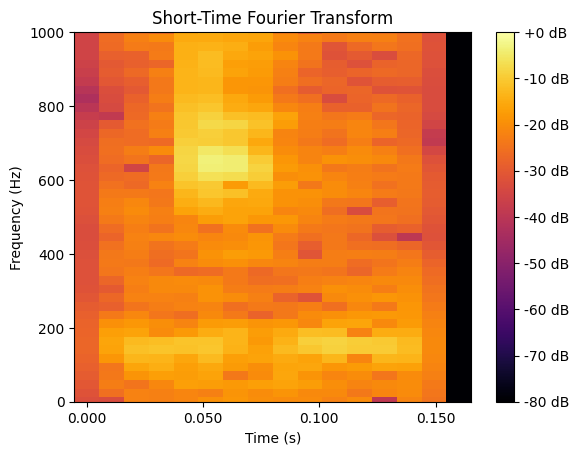 Short-Time Fourier Transform
1000
800
600
400
200
0
Frequency (Hz)
0.000
0.050
0.100
0.150
Time (s)
+0 dB
-10 dB
-20 dB
-30 dB
-40 dB
-50 dB
-60 dB
-70 dB
-80 dB